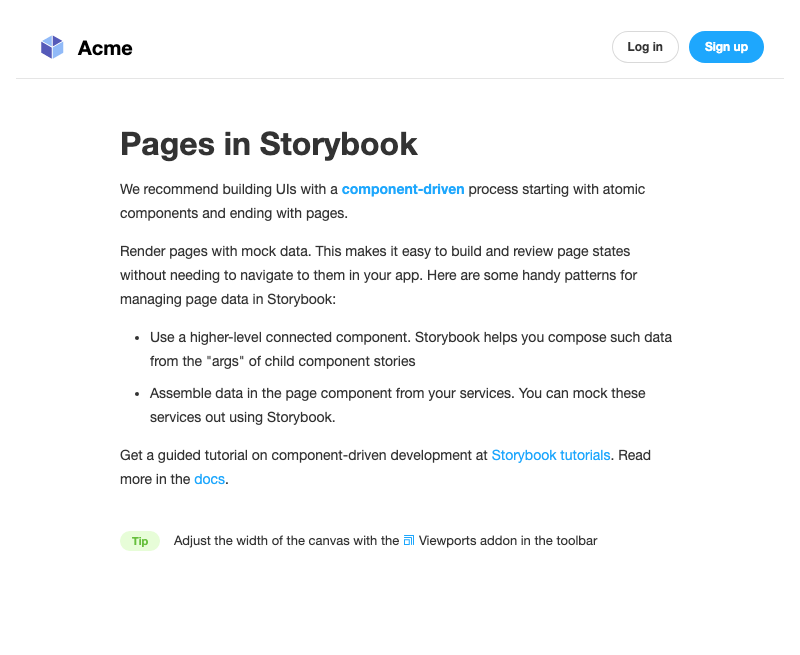 Acme
Log in
Sign up
Pages in Storybook
We recommend building UIs with a component-driven process starting with atomic
components and ending with pages.
Render pages with mock data. This makes it easy to build and review page states
without needing to navigate to them in your app. Here are some handy patterns for
managing page data in Storybook:
• Use a higher-level connected component. Storybook helps you compose such data
from the "args" of child component stories
• Assemble data in the page component from your services. You can mock these
services out using Storybook.
Get a guided tutorial on component-driven development at Storybook tutorials. Read
more in the docs.
Tip Adjust the width of the canvas with the Viewports addon in the toolbar